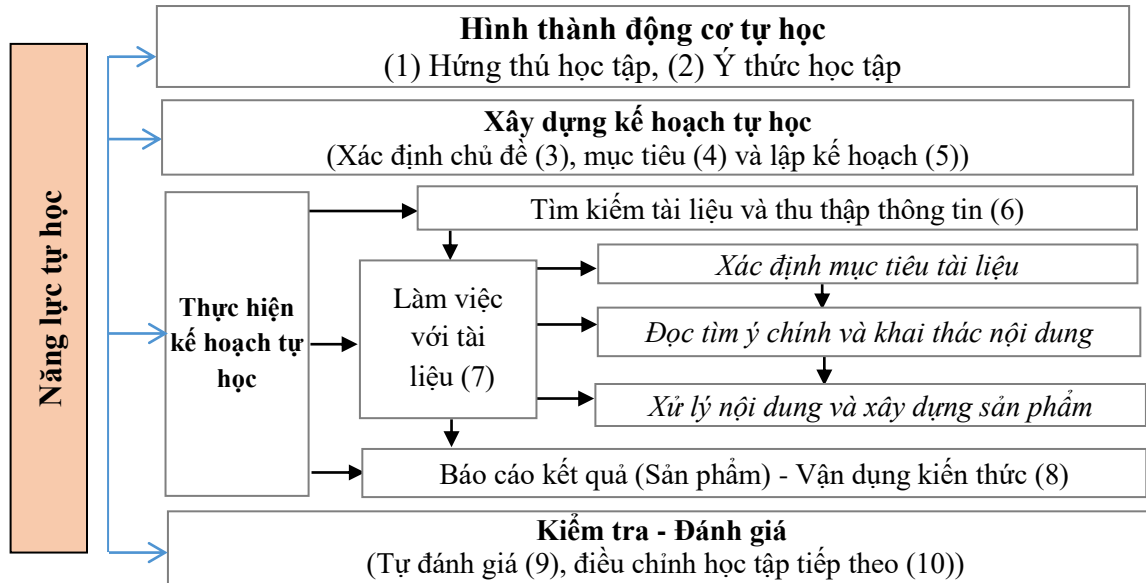 Năng lực tự học
Hình thành động cơ tự học
(1) Hứng thú học tập, (2) Ý thức học tập
Xây dựng kế hoạch tự học
(Xác định chủ đề (3), mục tiêu (4) và lập kế hoạch (5))
Thực hiện
kế hoạch tự
học
Tìm kiếm tài liệu và thu thập thông tin (6)
Làm việc
với tài
liệu (7)
Xác định mục tiêu tài liệu
Đọc tìm ý chính và khai thác nội dung
Xử lý nội dung và xây dựng sản phẩm
Báo cáo kết quả (Sản phẩm) - Vận dụng kiến thức (8)
Kiểm tra - Đánh giá
(Tự đánh giá (9), điều chỉnh học tập tiếp theo (10))